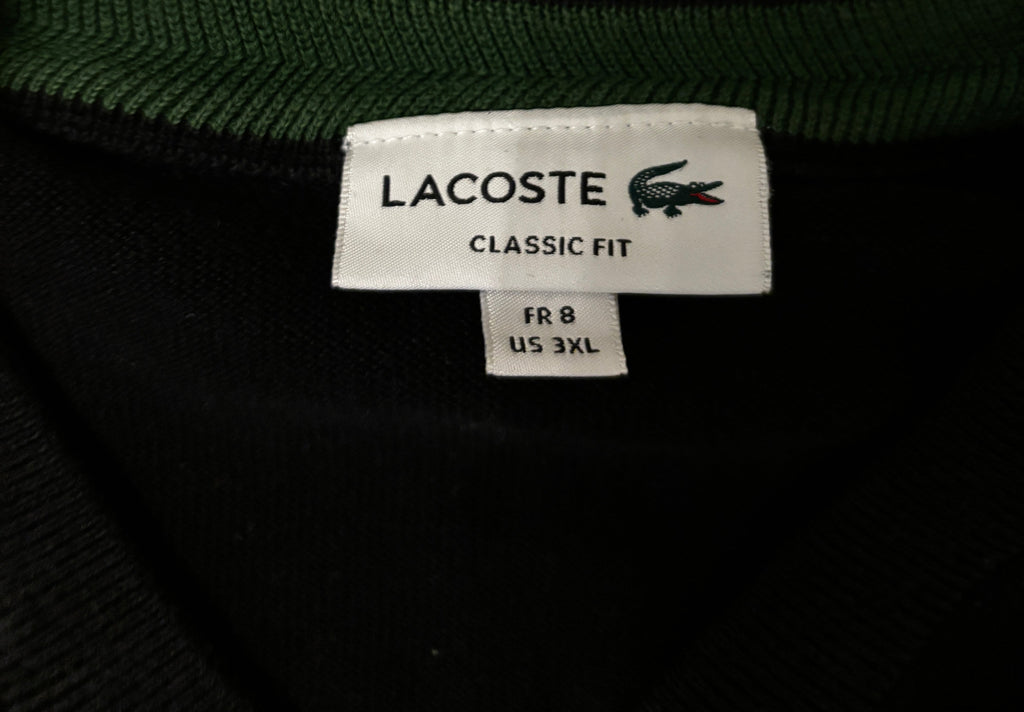 LACOSTE
CLASSIC FIT
FR 8
US 3XL